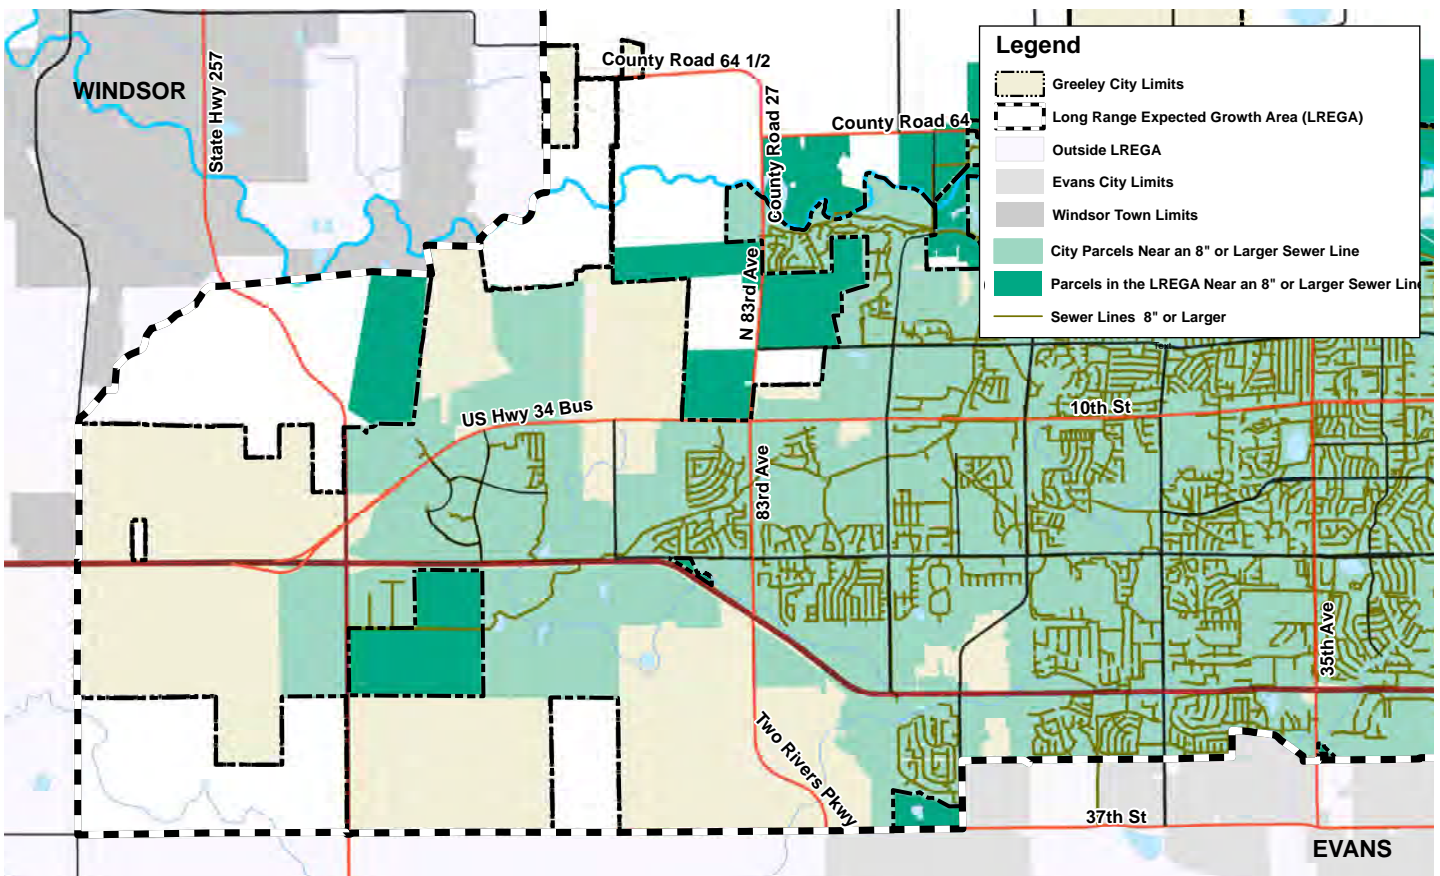 WINDSOR
State Hwy 257
County Road 64 1/2
County Road 27
County Road 64
Legend
Greeley City Limits
Long Range Expected Growth Area (LREGA)
Outside LREGA
Evans City Limits
Windsor Town Limits
City Parcels Near an 8" or Larger Sewer Line
Parcels in the LREGA Near an 8" or Larger Sewer Line
Sewer Lines 8" or Larger
Text
N 83rd Ave
US Hwy 34 Bus
10th St
83rd Ave
35th Ave
Two Rivers Pkwy
37th St
EVANS